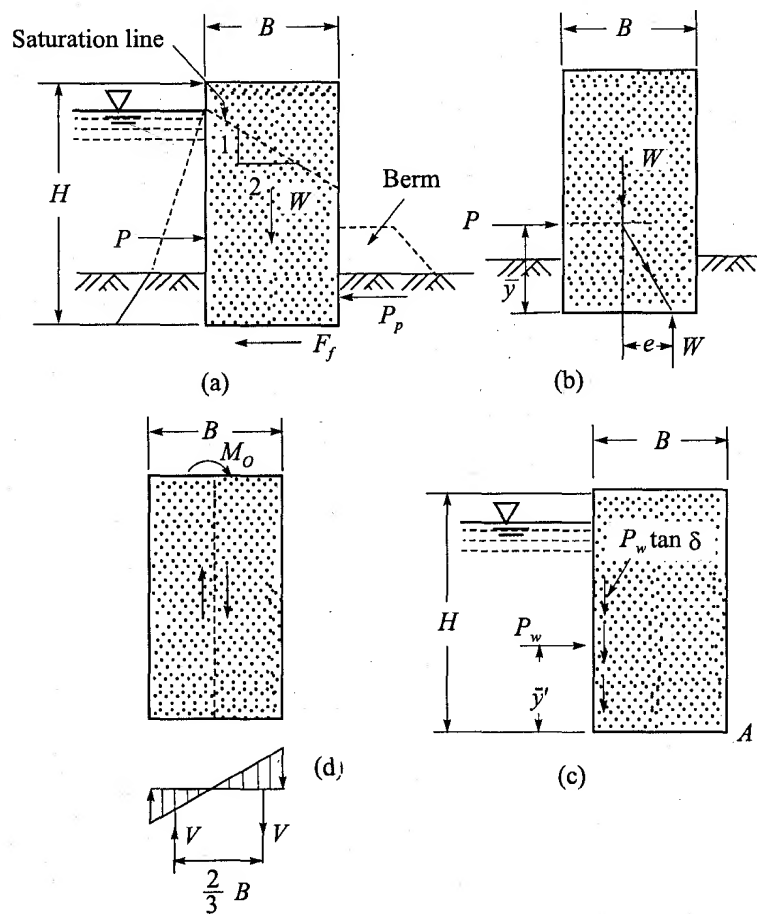 B
Saturation line
H
1
2
W
Berm
P
P_p
F_f
(a)
B
W
P
ȳ
e
W
(b)
B
M_O
V
V
2/3 B
(d)
B
P_w tan δ
H
P_w
ȳ'
A
(c)